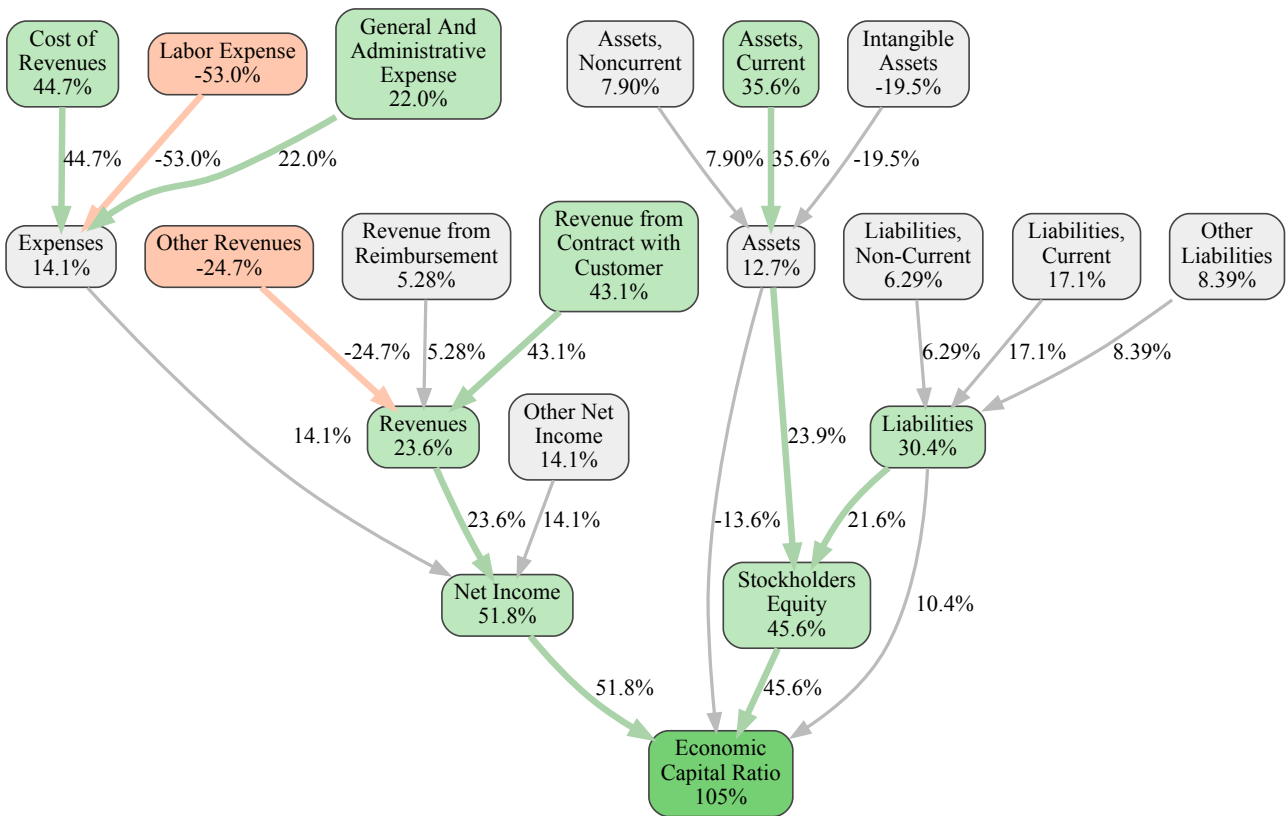 Cost of
Revenues
44.7%
Labor Expense
-53.0%
General And
Administrative
Expense
22.0%
Assets,
Noncurrent
7.90%
Assets,
Current
35.6%
Intangible
Assets
-19.5%
44.7%
-53.0%
22.0%
7.90%
35.6%
-19.5%
Expenses
14.1%
Other Revenues
-24.7%
Revenue from
Reimbursement
5.28%
Revenue from
Contract with
Customer
43.1%
Assets
12.7%
Liabilities,
Non-Current
6.29%
Liabilities,
Current
17.1%
Other
Liabilities
8.39%
-24.7%
5.28%
43.1%
6.29%
17.1%
8.39%
14.1%
Revenues
23.6%
Other Net
Income
14.1%
23.9%
Liabilities
30.4%
23.6%
14.1%
-13.6%
21.6%
Net Income
51.8%
Stockholders
Equity
45.6%
10.4%
51.8%
45.6%
Economic
Capital Ratio
105%